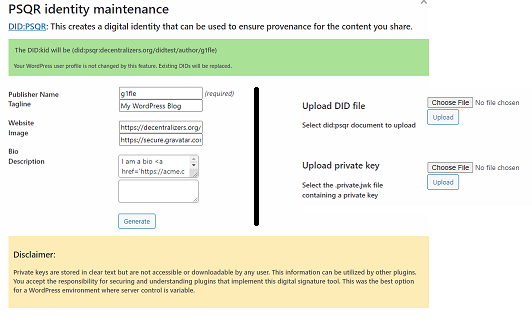 PSQR identity maintenance
DID:PSQR: This creates a digital identity that can be used to ensure provenance for the content you share.
The DID:kid will be (did:psqr:decentralizers.org/didtest/author/g1fle)
Your WordPress user profile is not changed by this feature. Existing DIDs will be replaced.
Publisher Name g1fle (required)
Tagline My WordPress Blog
Website https://decentralizers.org/
Image https://secure.gravatar.com
Bio I am a bio <a
Description href='https://acme.c
Generate
Upload DID file Choose File No file chosen
Select did:psqr document to upload Upload
Upload private key Choose File No file chosen
Select the .private.jwk file Upload
containing a private key
Disclaimer:
Private keys are stored in clear text but are not accessible or downloadable by any user. This information can be utilized by other plugins.
You accept the responsibility for securing and understanding plugins that implement this digital signature tool. This was the best option
for a WordPress environment where server control is variable.